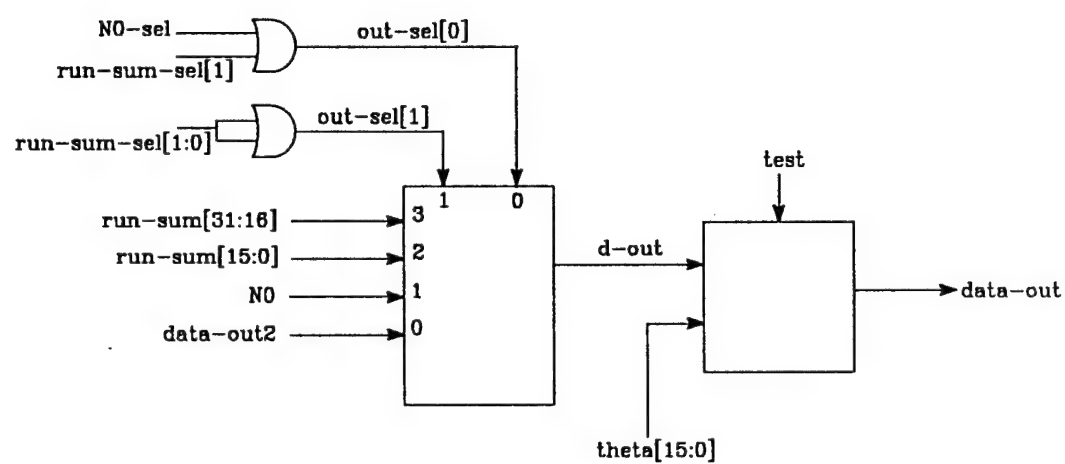 N0-sel
out-sel[0]
run-sum-sel[1]
out-sel[1]
run-sum-sel[1:0]
test
1 0
run-sum[31:16] 3
run-sum[15:0] 2
d-out
N0 1
data-out
data-out2 0
theta[15:0]